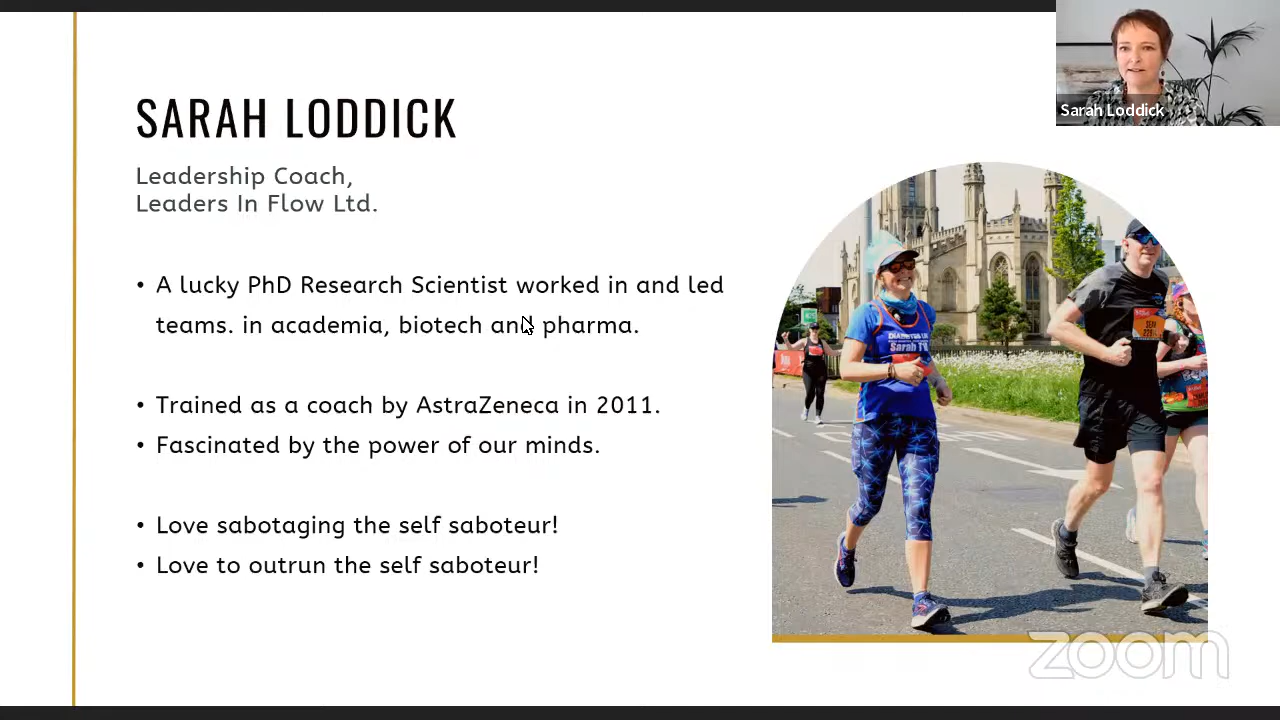 SARAH LODDICK
Leadership Coach,
Leaders In Flow Ltd.
• A lucky PhD Research Scientist worked in and led
teams. in academia, biotech and pharma.
• Trained as a coach by AstraZeneca in 2011.
• Fascinated by the power of our minds.
• Love sabotaging the self saboteur!
• Love to outrun the self saboteur!
Sarah Loddick
DIABETES UK
zoom